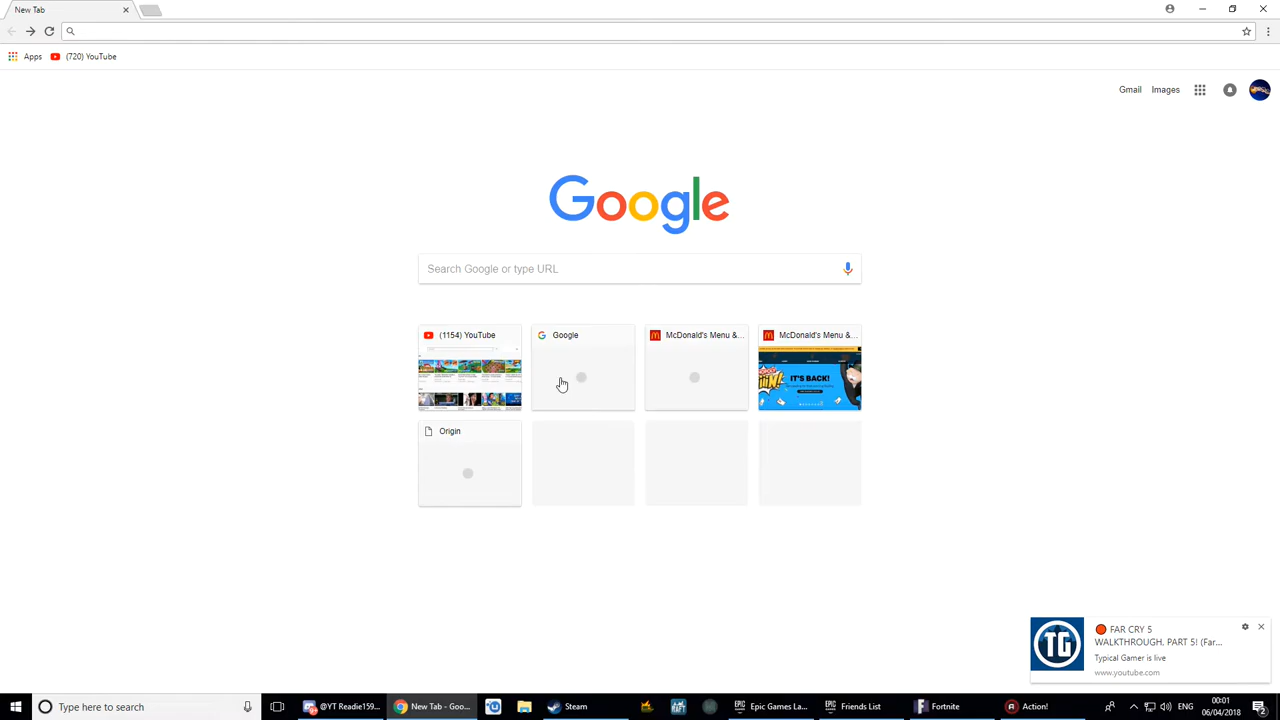 New Tab
Apps
(720) YouTube
Gmail
Images
Google
Search Google or type URL
(1154) YouTube
Google
McDonald's Menu &...
McDonald's Menu &...
IT'S BACK!
Origin
FAR CRY 5
WALKTHROUGH, PART 5! (Far...
Typical Gamer is live
www.youtube.com
TG
Type here to search
@YT Readie159...
New Tab - Goo...
Steam
Epic Games La...
Friends List
Fortnite
Action!
ENG
00:01
06/04/2018
2